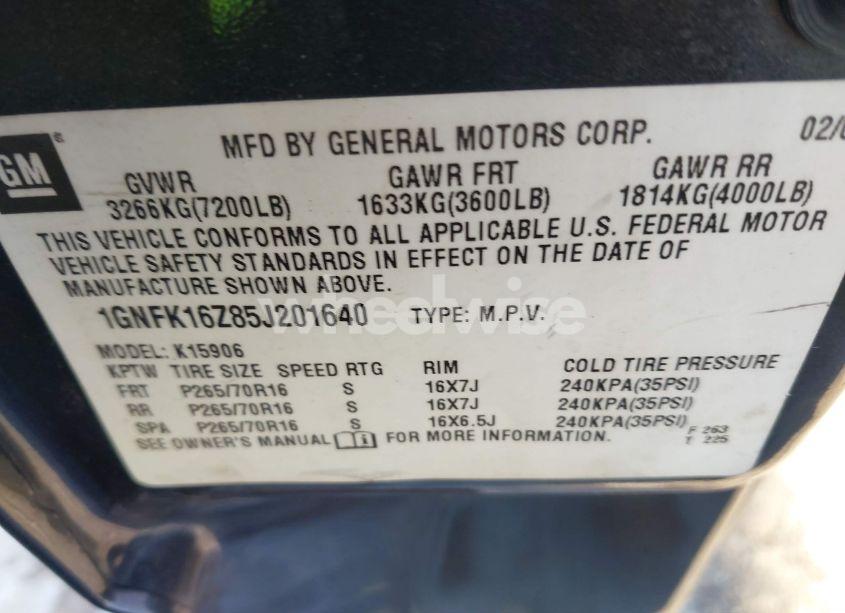 GM
®
MFD BY GENERAL MOTORS CORP.
GVWR GAWR FRT GAWR RR
3266KG(7200LB) 1633KG(3600LB) 1814KG(4000LB)
THIS VEHICLE CONFORMS TO ALL APPLICABLE U.S. FEDERAL MOTOR
VEHICLE SAFETY STANDARDS IN EFFECT ON THE DATE OF
MANUFACTURE SHOWN ABOVE.
wheelwise
1GNFK16Z85J201640 TYPE: M.P.V.
MODEL: K15906
KPTW TIRE SIZE SPEED RTG RIM COLD TIRE PRESSURE
FRT P265/70R16 S 16X7J 240KPA(35PSI)
RR P265/70R16 S 16X7J 240KPA(35PSI)
SPA P265/70R16 S 16X6.5J 240KPA(35PSI)
SEE OWNER'S MANUAL FOR MORE INFORMATION.
F 263
T 225